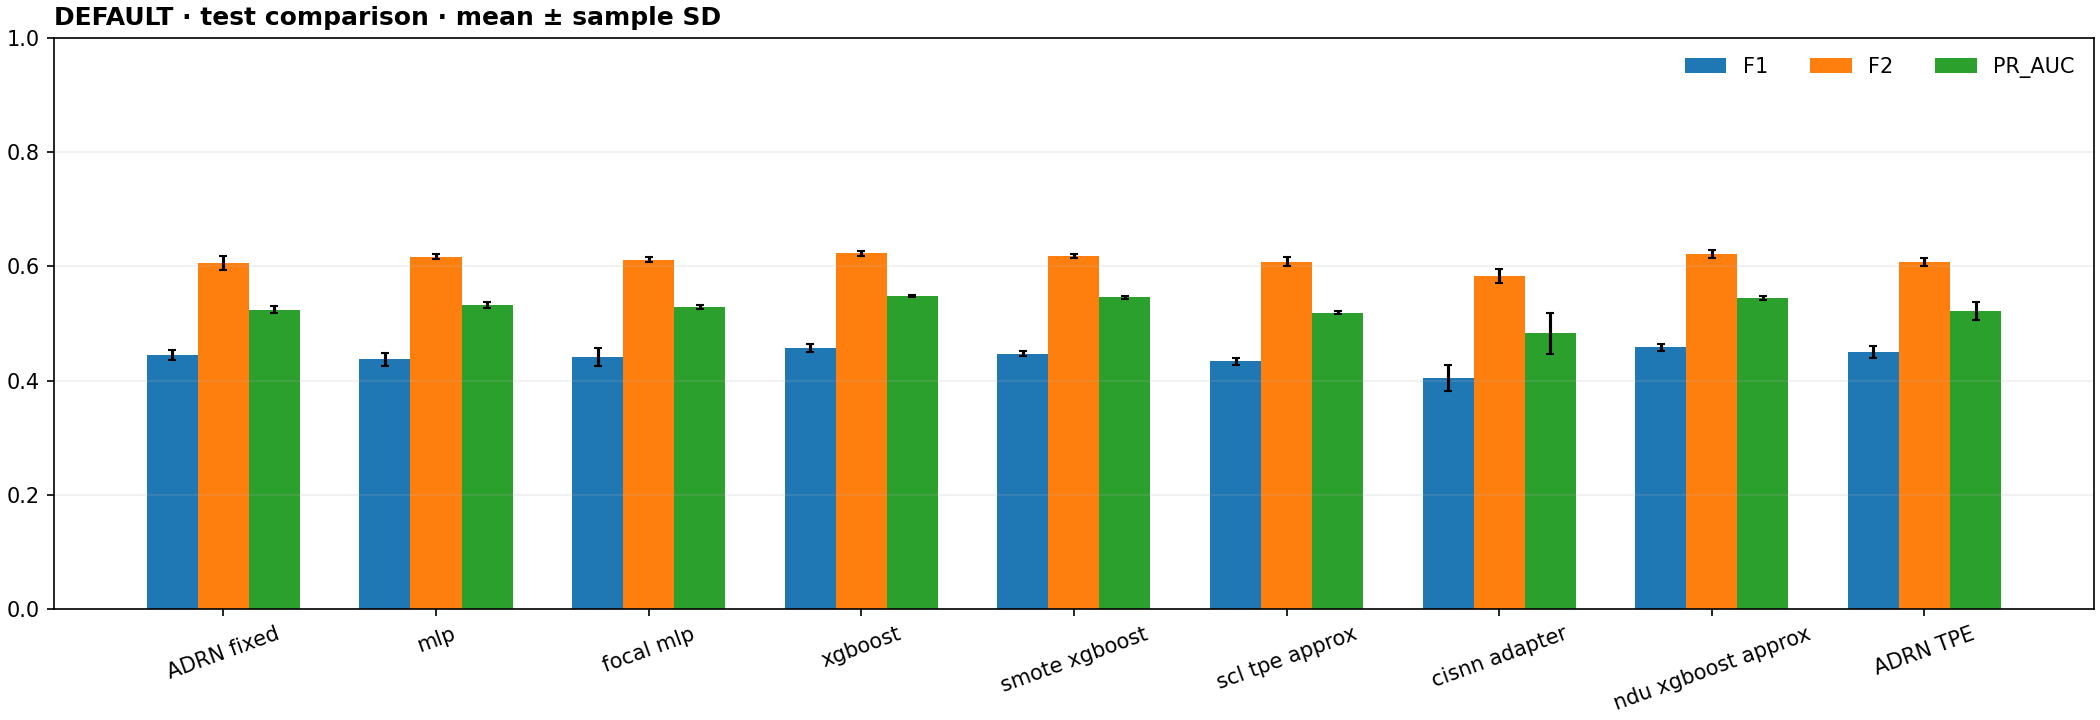 DEFAULT · test comparison · mean ± sample SD
1.0
F1 F2 PR_AUC
0.8
0.6
0.4
0.2
0.0
ADRN fixed mlp focal mlp xgboost smote xgboost scl tpe approx cisnn adapter ndu xgboost approx ADRN TPE